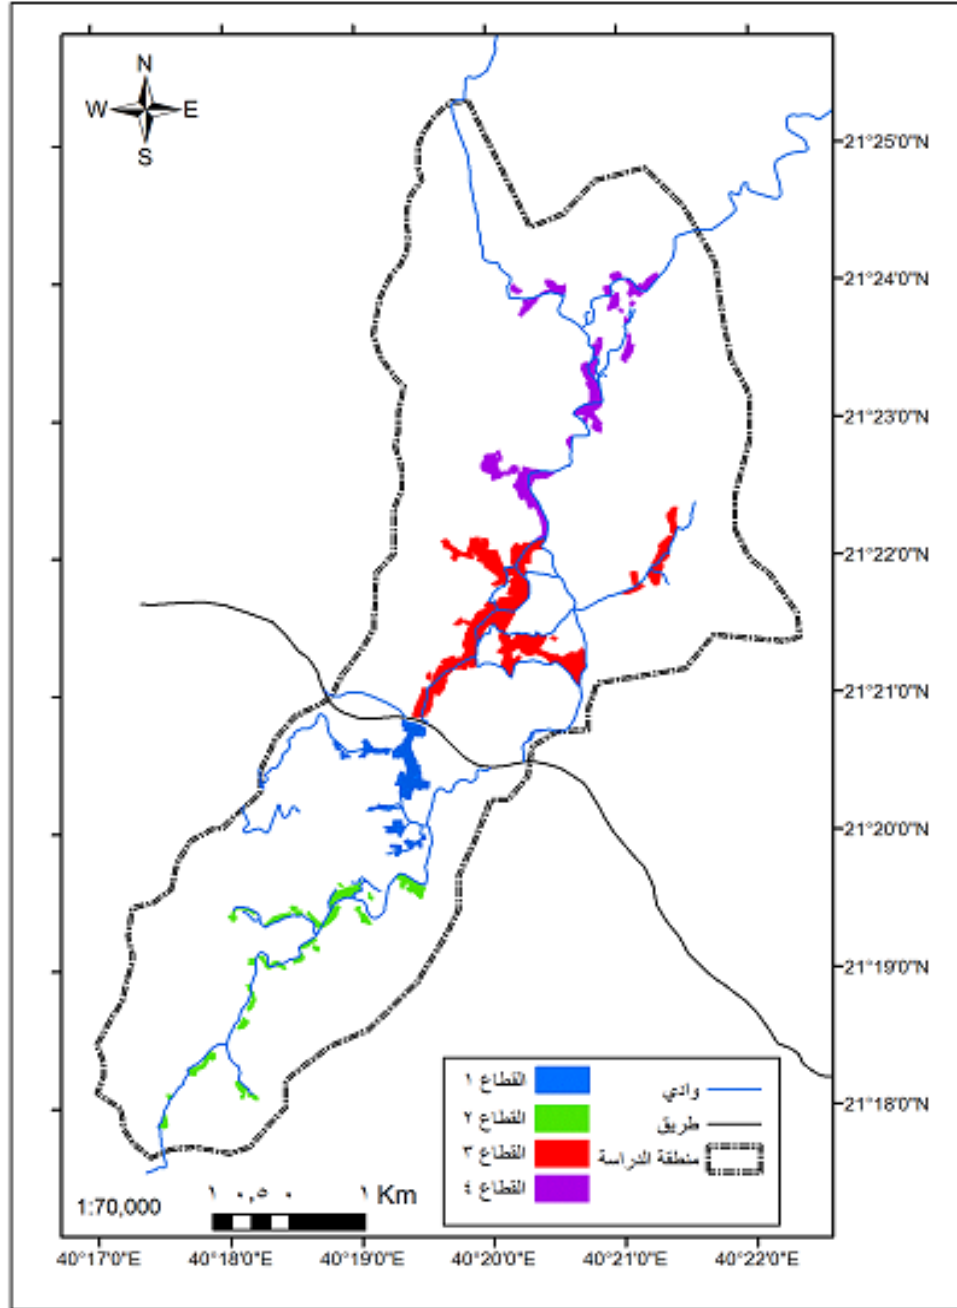 N
W E
S
21°25'0"N
21°24'0"N
21°23'0"N
21°22'0"N
21°21'0"N
21°20'0"N
21°19'0"N
21°18'0"N
وادي
طريق
منطقة الدراسة
القطاع ١
القطاع ٢
القطاع ٣
القطاع ٤
1:70,000
١ ٠,٥ ٠ ١ Km
40°17'0"E 40°18'0"E 40°19'0"E 40°20'0"E 40°21'0"E 40°22'0"E